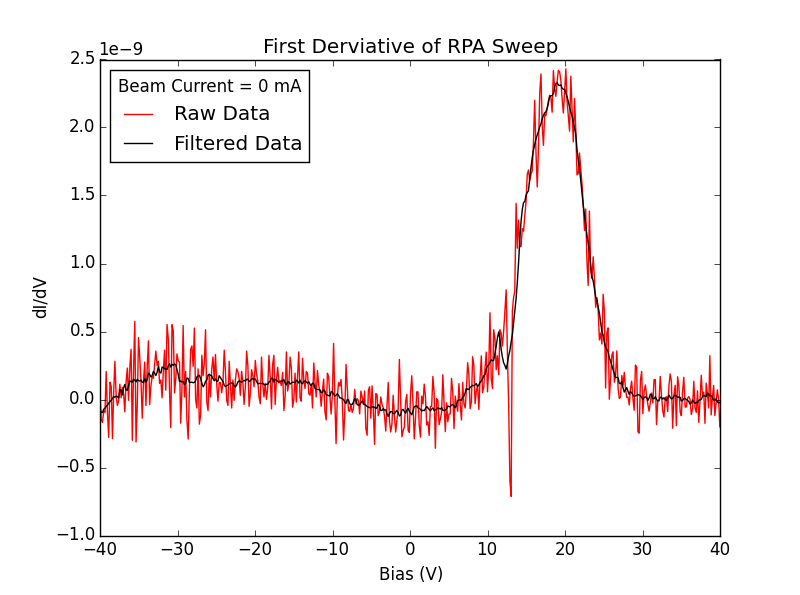 First Derviative of RPA Sweep
1e−9
2.5
2.0
1.5
1.0
0.5
0.0
−0.5
−1.0
dI/dV
Beam Current = 0 mA
Raw Data
Filtered Data
−40 −30 −20 −10 0 10 20 30 40
Bias (V)